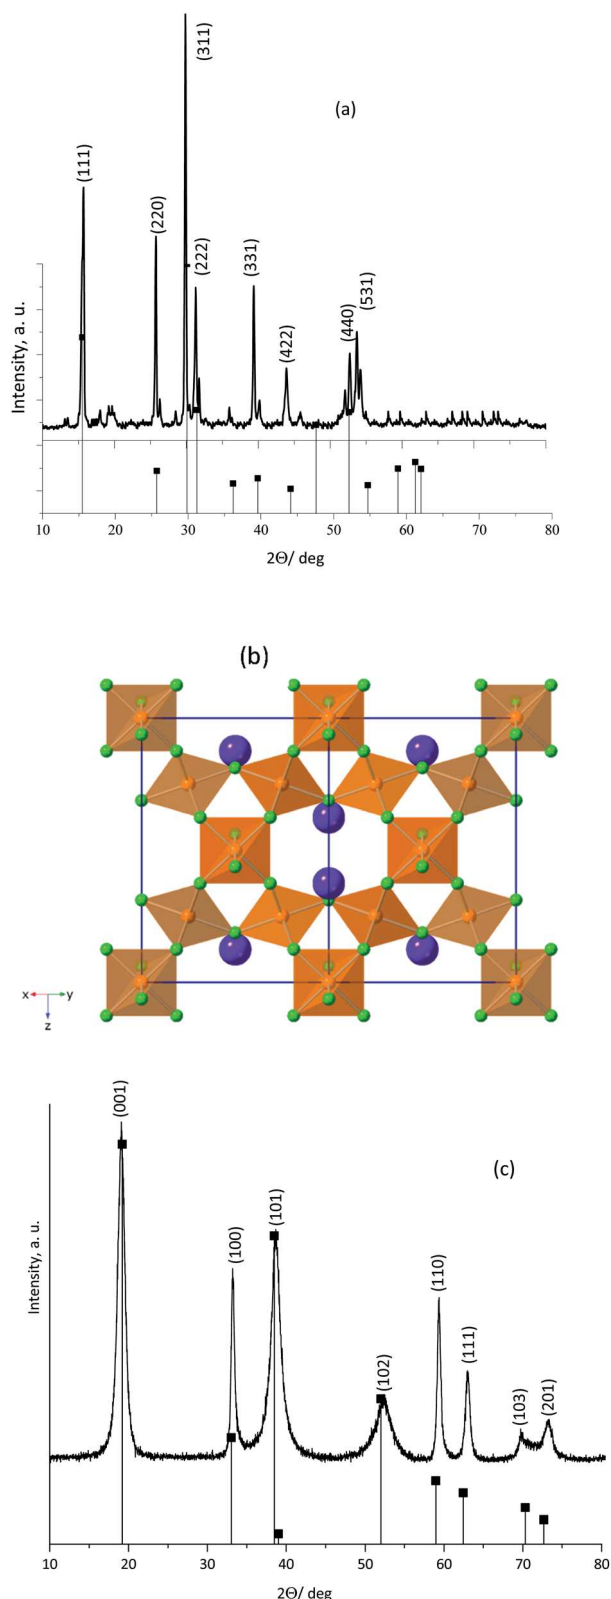 (311)
(a)
(111)
(220)
(222)
(331)
(422)
(440)
(531)
Intensity, a. u.
10 20 30 40 50 60 70 80
2Θ/ deg
(b)
x y
z
(001)
(c)
(100)
(101)
(102)
(110)
(111)
(103)
(201)
Intensity, a. u.
10 20 30 40 50 60 70 80
2Θ/ deg